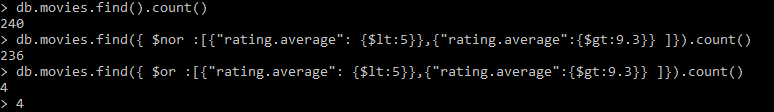 > db.movies.find().count()
240
> db.movies.find({ $nor :[{"rating.average": {$lt:5}},{"rating.average":{$gt:9.3}} ]}).count()
236
> db.movies.find({ $or :[{"rating.average": {$lt:5}},{"rating.average":{$gt:9.3}} ]}).count()
4
> 4